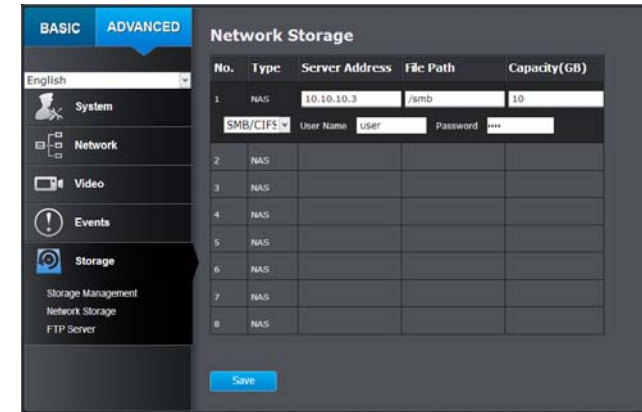 BASIC ADVANCED
English
System
Network
Video
Events
Storage
Storage Management
Network Storage
FTP Server
Network Storage
No. Type Server Address File Path Capacity(GB)
1 NAS 10.10.10.3 /smb 10
SMB/CIFS User Name user Password ••••
2 NAS
3 NAS
4 NAS
5 NAS
6 NAS
7 NAS
8 NAS
Save